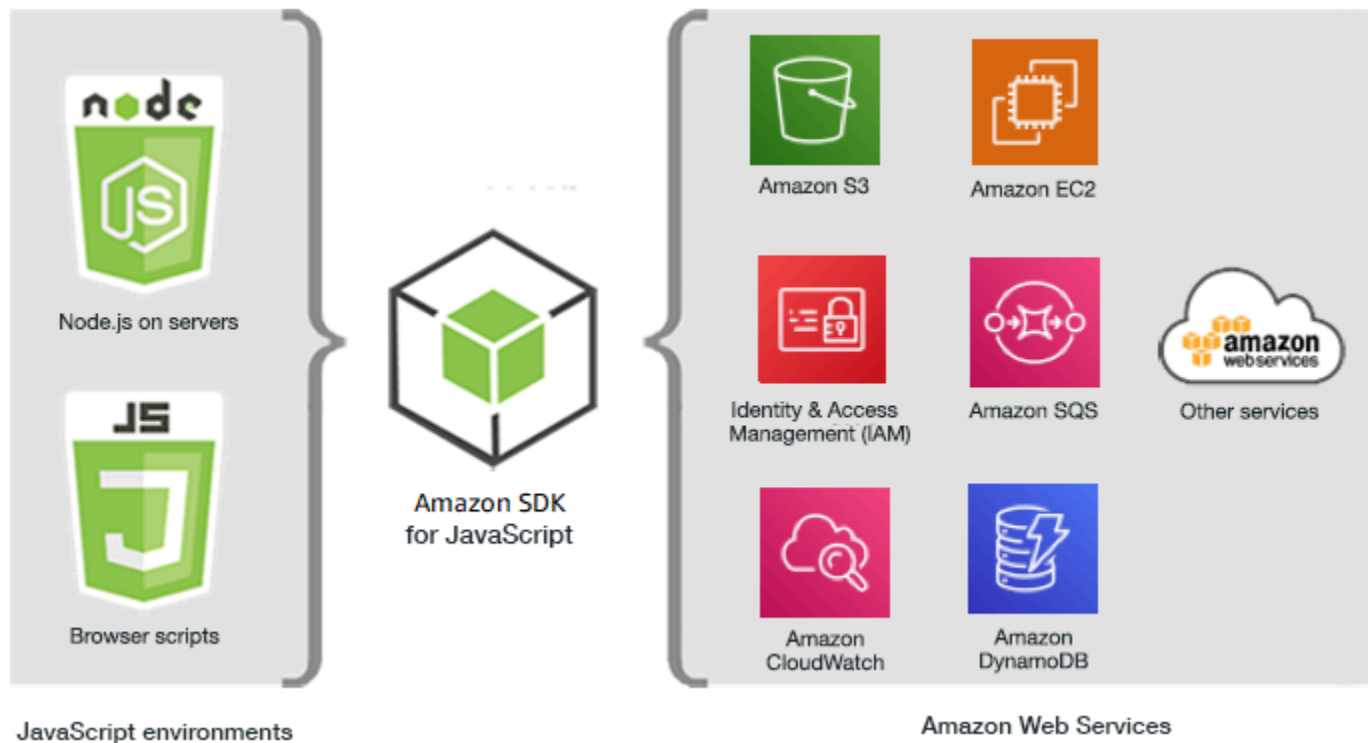 node
JS
Node.js on servers
JS
Browser scripts
JavaScript environments
Amazon SDK
for JavaScript
Amazon S3
Amazon EC2
Identity & Access
Management (IAM)
Amazon SQS
amazon
webservices
Other services
Amazon
CloudWatch
Amazon
DynamoDB
Amazon Web Services